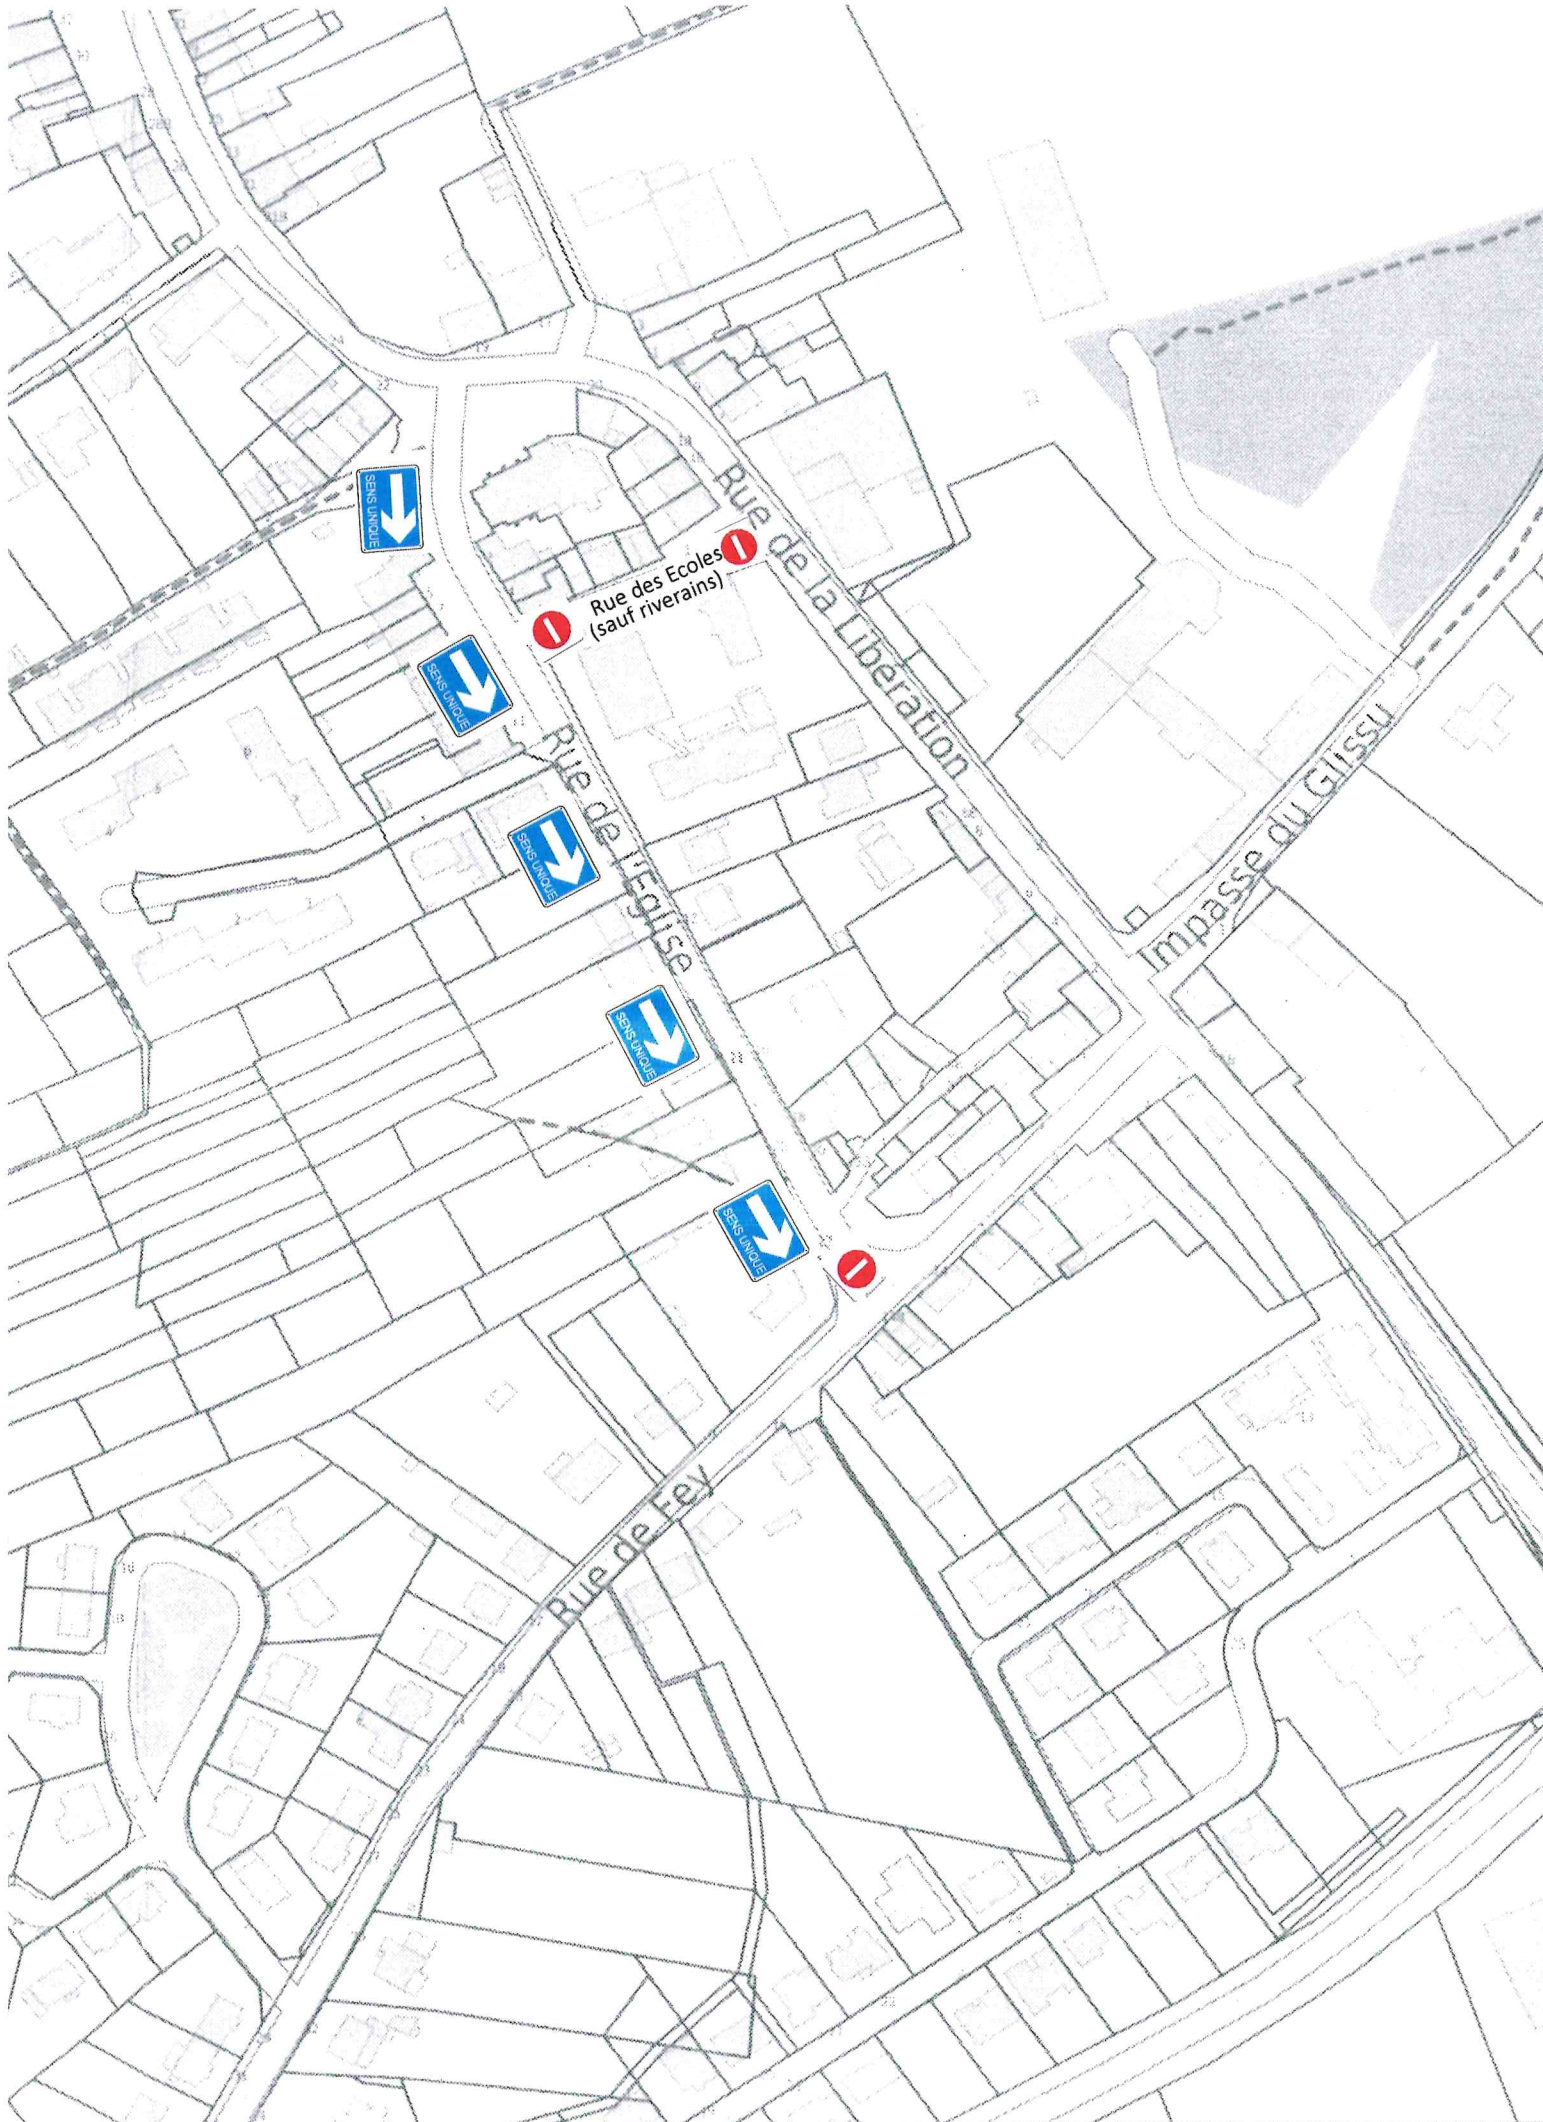 SENS UNIQUE
Rue de la Libération
Rue des Ecoles
(sauf riverains)
SENS UNIQUE
Rue de l'Eglise
SENS UNIQUE
Impasse du Glissu
SENS UNIQUE
SENS UNIQUE
Rue de Fey